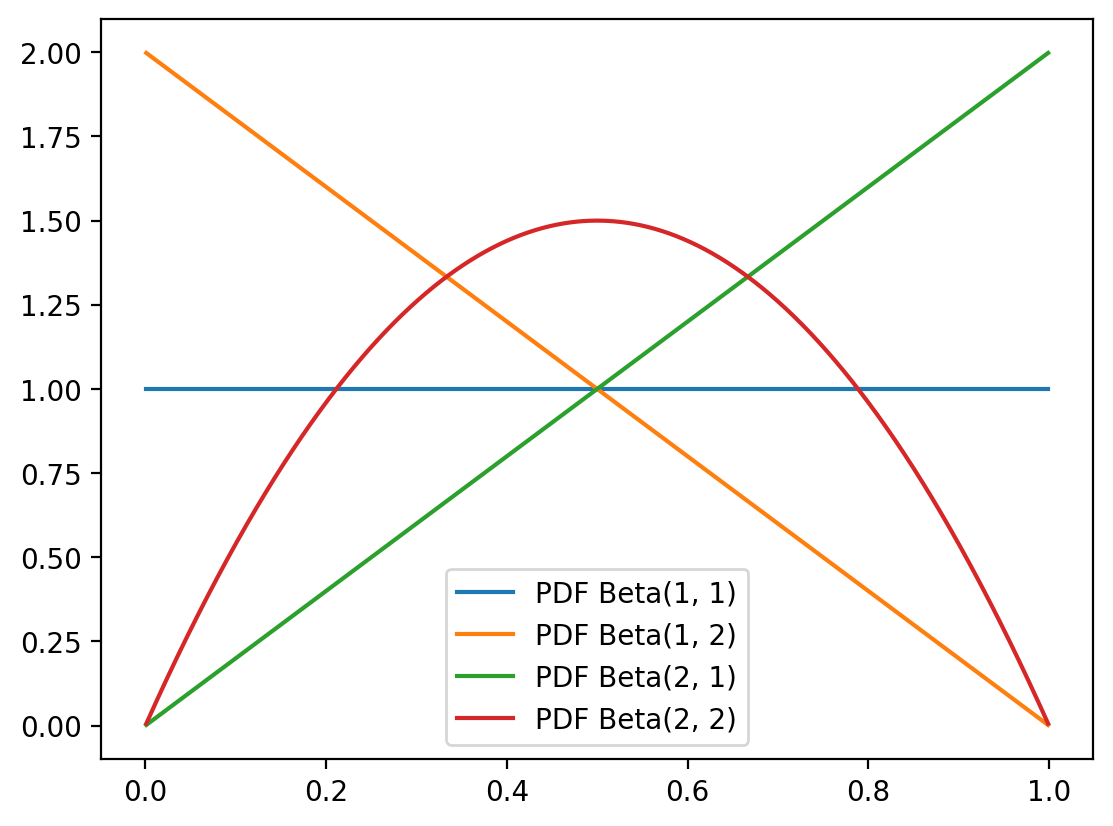 2.00
1.75
1.50
1.25
1.00
0.75
0.50
0.25
0.00
PDF Beta(1, 1)
PDF Beta(1, 2)
PDF Beta(2, 1)
PDF Beta(2, 2)
0.0 0.2 0.4 0.6 0.8 1.0